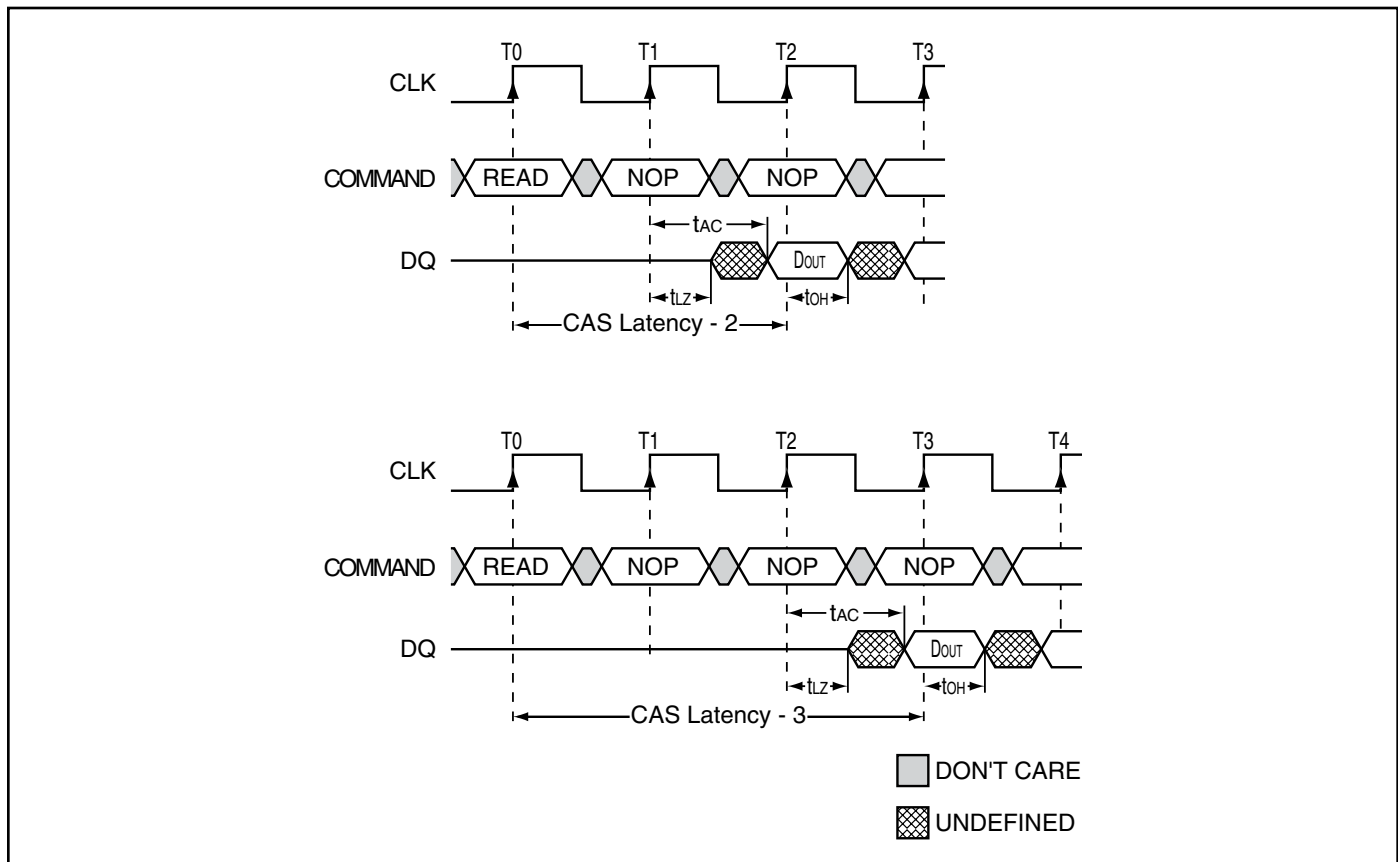 T0 T1 T2 T3
CLK
COMMAND READ NOP NOP
tAC
DQ DOUT
tLZ tOH
CAS Latency - 2
T0 T1 T2 T3 T4
CLK
COMMAND READ NOP NOP NOP
tAC
DQ DOUT
tLZ tOH
CAS Latency - 3
DON'T CARE
UNDEFINED